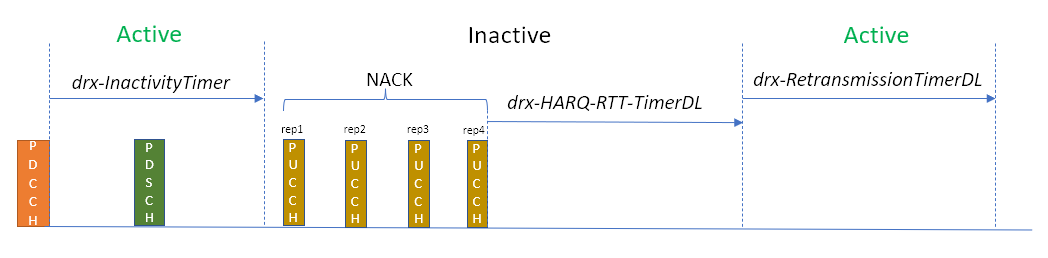 Active
Inactive
Active
drx-InactivityTimer
NACK
drx-HARQ-RTT-TimerDL
drx-RetransmissionTimerDL
rep1
rep2
rep3
rep4
PDCCH
PDSCH
PUCCH
PUCCH
PUCCH
PUCCH